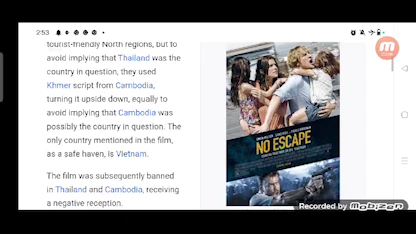 2:53
tourist-friendly North regions, but to
avoid implying that Thailand was the
country in question, they used
Khmer script from Cambodia,
turning it upside down, equally to
avoid implying that Cambodia was
possibly the country in question. The
only country mentioned in the film,
as a safe haven, is Vietnam.
The film was subsequently banned
in Thailand and Cambodia, receiving
a negative reception.
NO ESCAPE
Recorded by Mobizen